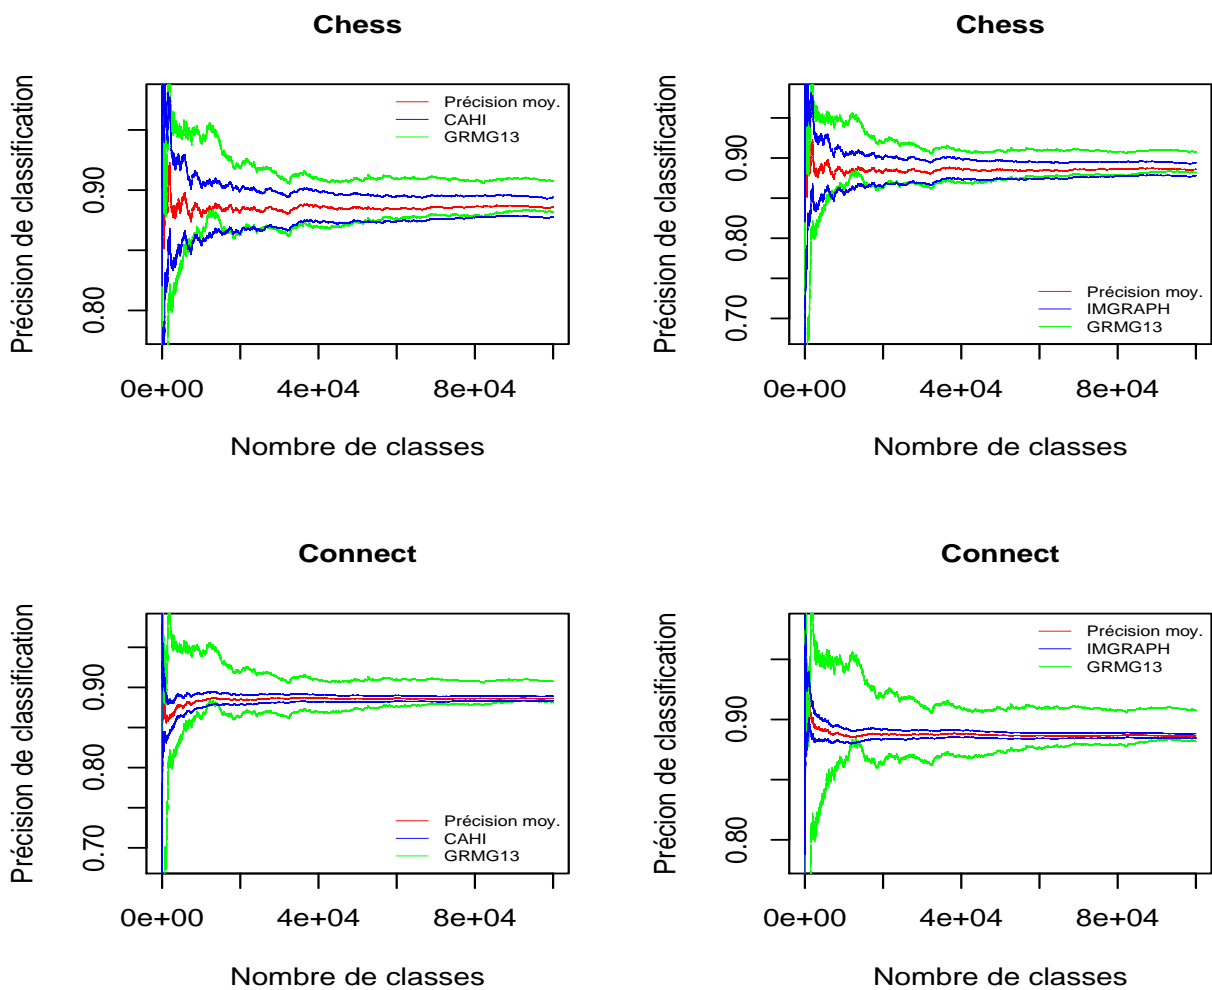 Chess
Précision de classification
0.80
0.90
Précision moy.
CAHI
GRMG13
0e+00
4e+04
8e+04
Nombre de classes
Chess
Précision de classification
0.70
0.80
0.90
Précision moy.
IMGRAPH
GRMG13
0e+00
4e+04
8e+04
Nombre de classes
Connect
Précision de classification
0.70
0.80
0.90
Précision moy.
CAHI
GRMG13
0e+00
4e+04
8e+04
Nombre de classes
Connect
Précion de classification
0.80
0.90
Précision moy.
IMGRAPH
GRMG13
0e+00
4e+04
8e+04
Nombre de classes